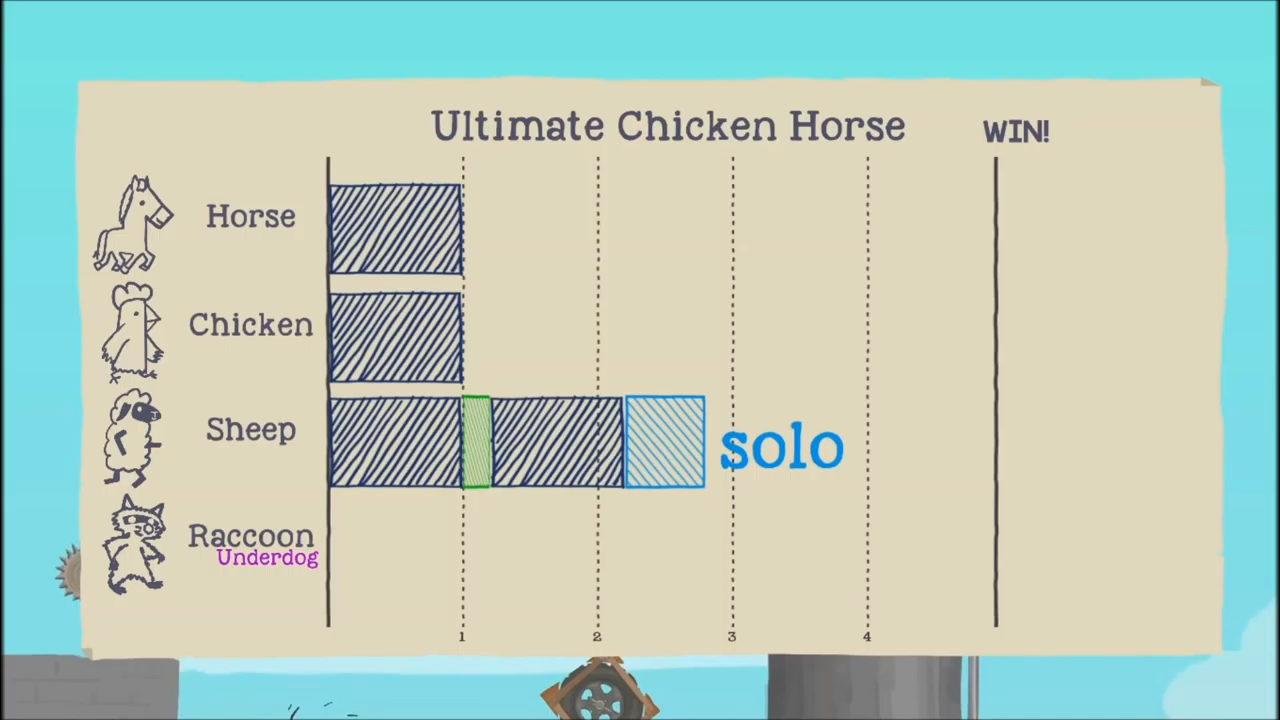 Ultimate Chicken Horse
WIN!
Horse
Chicken
Sheep
solo
Raccoon
Underdog
1 2 3 4